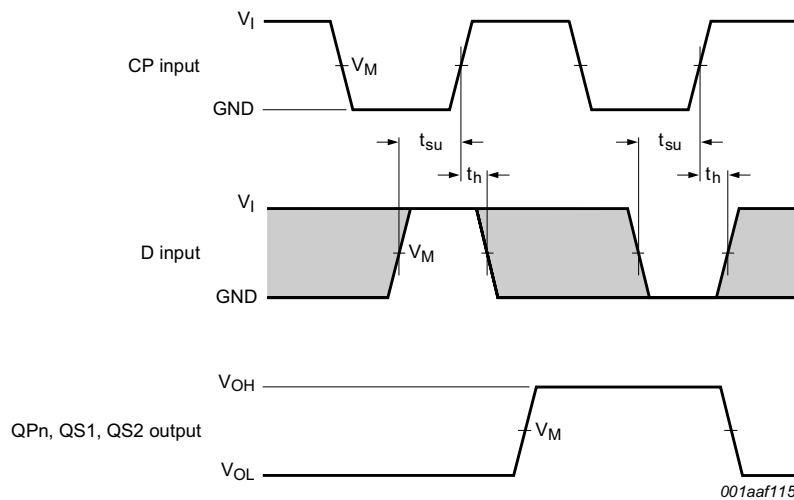 V_I
CP input
V_M
GND
t_su
t_su
t_h
t_h
V_I
D input
V_M
GND
V_OH
QPn, QS1, QS2 output
V_M
V_OL
001aaf115